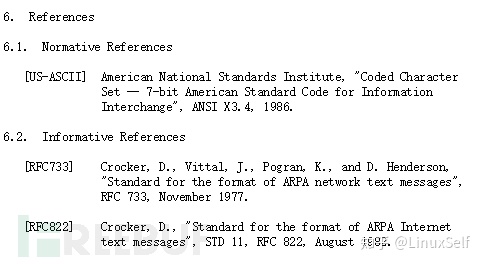 6.  References
6.1.  Normative References
[US-ASCII]  American National Standards Institute, "Coded Character
Set — 7-bit American Standard Code for Information
Interchange", ANSI X3.4, 1986.
6.2.  Informative References
[RFC733]  Crocker, D., Vittal, J., Pogran, K., and D. Henderson,
"Standard for the format of ARPA network text messages",
RFC 733, November 1977.
[RFC822]  Crocker, D., "Standard for the format of ARPA Internet
text messages", STD 11, RFC 822, August 1982.
REEBUF
知乎 @LinuxSelf